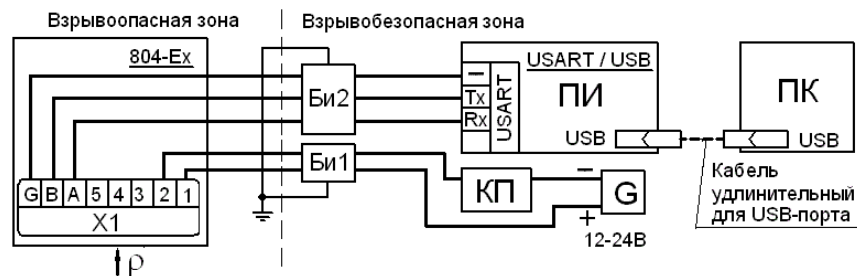 Взрывоопасная зона
Взрывобезопасная зона
804-Ex
USART / USB
Би2
–
Tx
Rx
USART
ПИ
ПК
USB
USB
Би1
КП
–
G
+
12-24В
Кабель
удлинительный
для USB-порта
G B A 5 4 3 2 1
X1
ρ